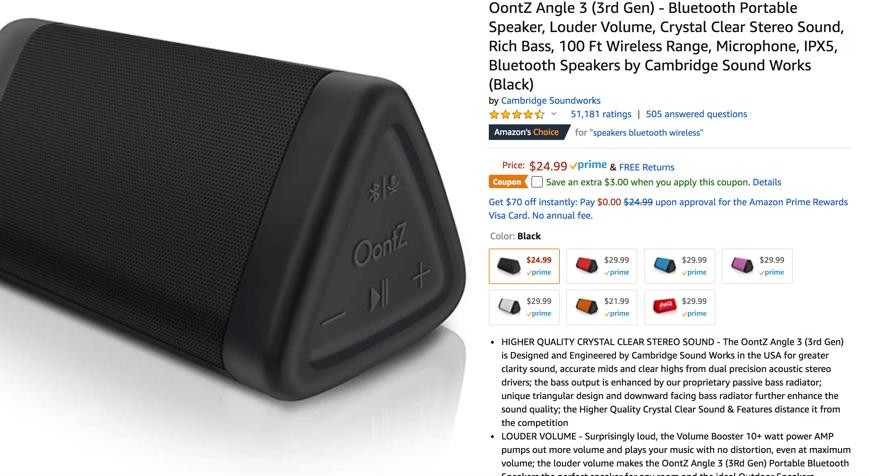 OontZ Angle 3 (3rd Gen) - Bluetooth Portable
Speaker, Louder Volume, Crystal Clear Stereo Sound,
Rich Bass, 100 Ft Wireless Range, Microphone, IPX5,
Bluetooth Speakers by Cambridge Sound Works
(Black)
by Cambridge Soundworks
51,181 ratings | 505 answered questions
Amazon's Choice for "speakers bluetooth wireless"
Price: $24.99 prime & FREE Returns
Coupon Save an extra $3.00 when you apply this coupon. Details
Get $70 off instantly: Pay $0.00 $24.99 upon approval for the Amazon Prime Rewards
Visa Card. No annual fee.
Color: Black
$24.99 $29.99 $29.99 $29.99
prime prime prime prime
$29.99 $21.99 $29.99
prime prime prime
• HIGHER QUALITY CRYSTAL CLEAR STEREO SOUND - The OontZ Angle 3 (3rd Gen)
is Designed and Engineered by Cambridge Sound Works in the USA for greater
clarity sound, accurate mids and clear highs from dual precision acoustic stereo
drivers; the bass output is enhanced by our proprietary passive bass radiator;
unique triangular design and downward facing bass radiator further enhance the
sound quality; the Higher Quality Crystal Clear Sound & Features distance it from
the competition
• LOUDER VOLUME - Surprisingly loud, the Volume Booster 10+ watt power AMP
pumps out more volume and plays your music with no distortion, even at maximum
volume; the louder volume makes the OontZ Angle 3 (3rd Gen) Portable Bluetooth
OontZ